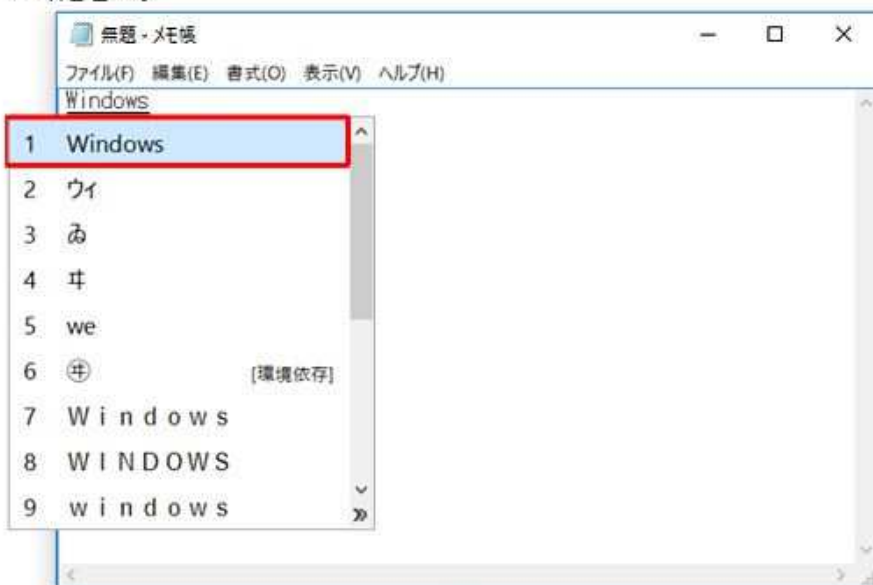 無題 - メモ帳
ファイル(F) 編集(E) 書式(O) 表示(V) ヘルプ(H)
Windows
1 Windows
2 ウィ
3 ゐ
4 ヰ
5 we
6 ㋼ [環境依存]
7 Ｗｉｎｄｏｗｓ
8 ＷＩＮＤＯＷＳ
9 ｗｉｎｄｏｗｓ